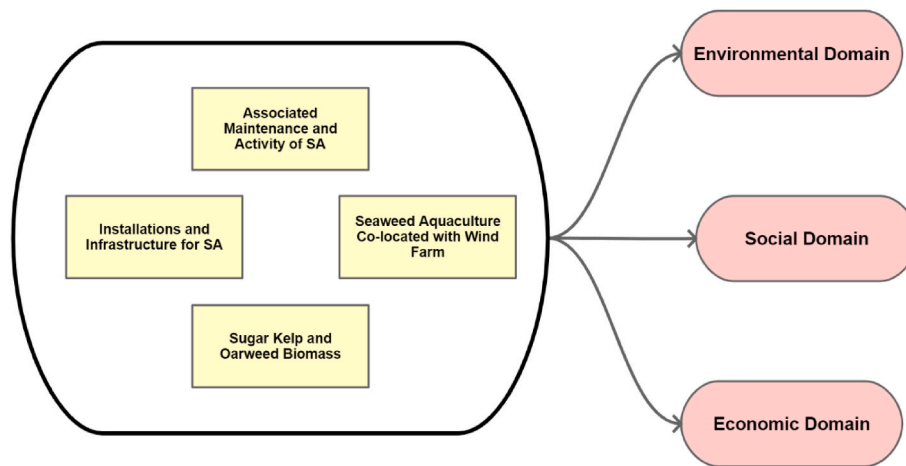 Associated
Maintenance and
Activity of SA
Installations and
Infrastructure for SA
Seaweed Aquaculture
Co-located with Wind
Farm
Sugar Kelp and
Oarweed Biomass
Environmental Domain
Social Domain
Economic Domain